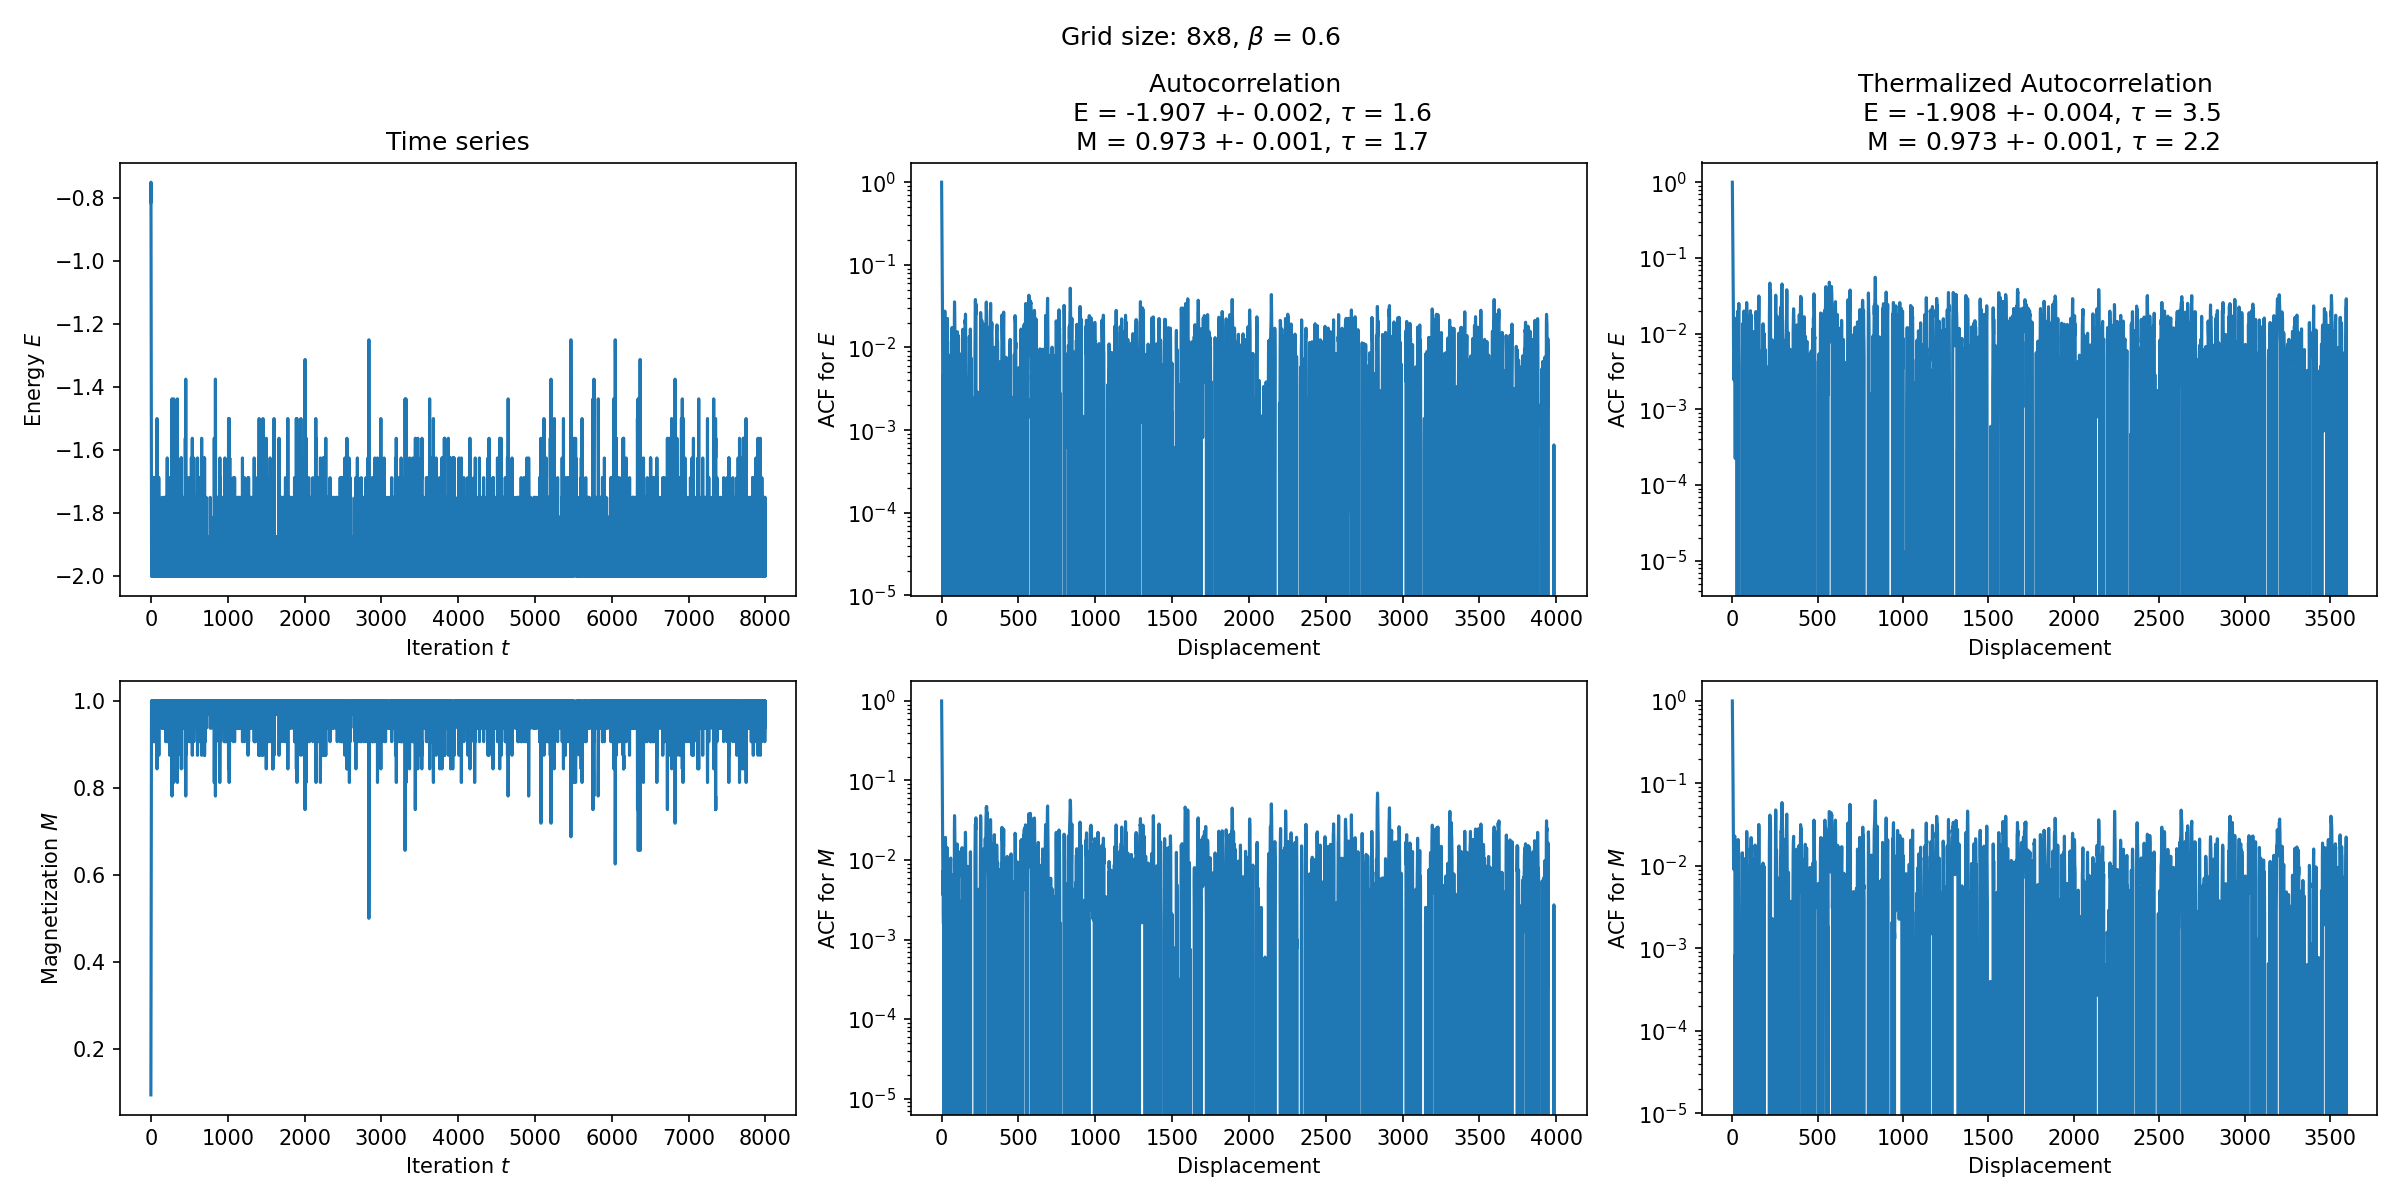 Grid size: 8x8, β = 0.6
Time series
Autocorrelation
E = -1.907 +- 0.002, τ = 1.6
M = 0.973 +- 0.001, τ = 1.7
Thermalized Autocorrelation
E = -1.908 +- 0.004, τ = 3.5
M = 0.973 +- 0.001, τ = 2.2
Energy E
−0.8
−1.0
−1.2
−1.4
−1.6
−1.8
−2.0
0 1000 2000 3000 4000 5000 6000 7000 8000
Iteration t
ACF for E
10⁰
10⁻¹
10⁻²
10⁻³
10⁻⁴
10⁻⁵
0 500 1000 1500 2000 2500 3000 3500 4000
Displacement
ACF for E
10⁰
10⁻¹
10⁻²
10⁻³
10⁻⁴
10⁻⁵
0 500 1000 1500 2000 2500 3000 3500
Displacement
Magnetization M
1.0
0.8
0.6
0.4
0.2
0 1000 2000 3000 4000 5000 6000 7000 8000
Iteration t
ACF for M
10⁰
10⁻¹
10⁻²
10⁻³
10⁻⁴
10⁻⁵
0 500 1000 1500 2000 2500 3000 3500 4000
Displacement
ACF for M
10⁰
10⁻¹
10⁻²
10⁻³
10⁻⁴
10⁻⁵
0 500 1000 1500 2000 2500 3000 3500
Displacement